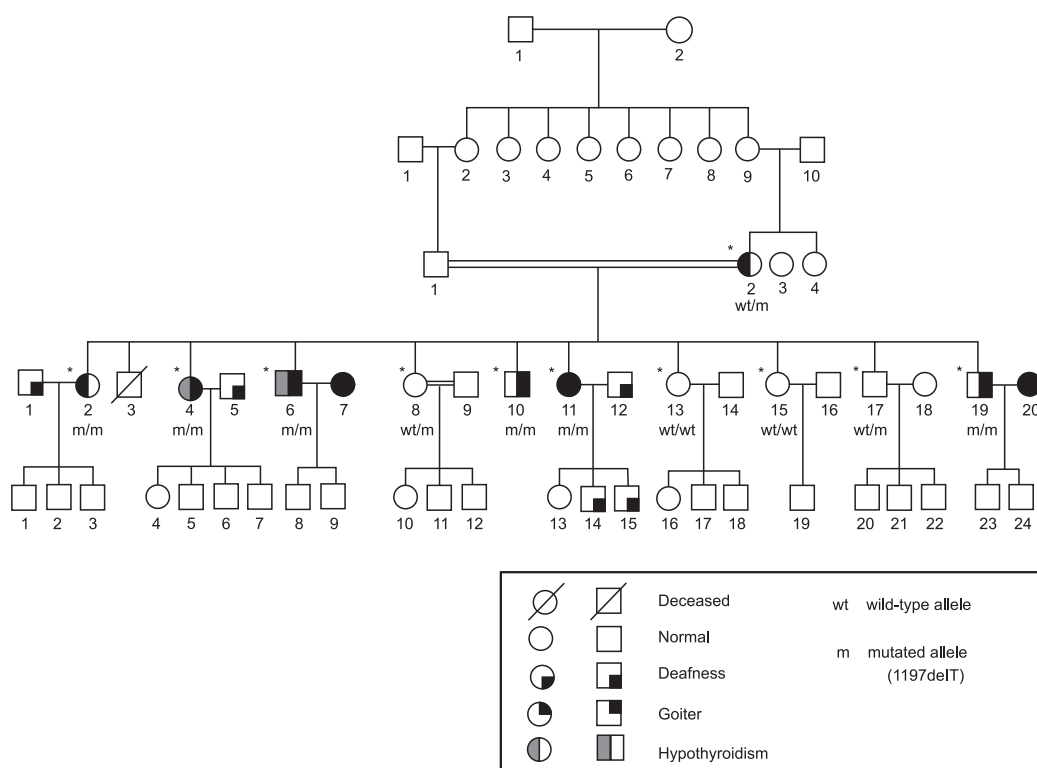 1 2
1 2 3 4 5 6 7 8 9 10
*
1 2 3 4
wt/m
* * * * * * * * *
1 2 3 4 5 6 7 8 9 10 11 12 13 14 15 16 17 18 19 20
m/m m/m m/m wt/m m/m m/m wt/wt wt/wt wt/m m/m
1 2 3 4 5 6 7 8 9 10 11 12 13 14 15 16 17 18 19 20 21 22 23 24
Deceased wt wild-type allele
Normal m mutated allele
(1197delT)
Deafness
Goiter
Hypothyroidism